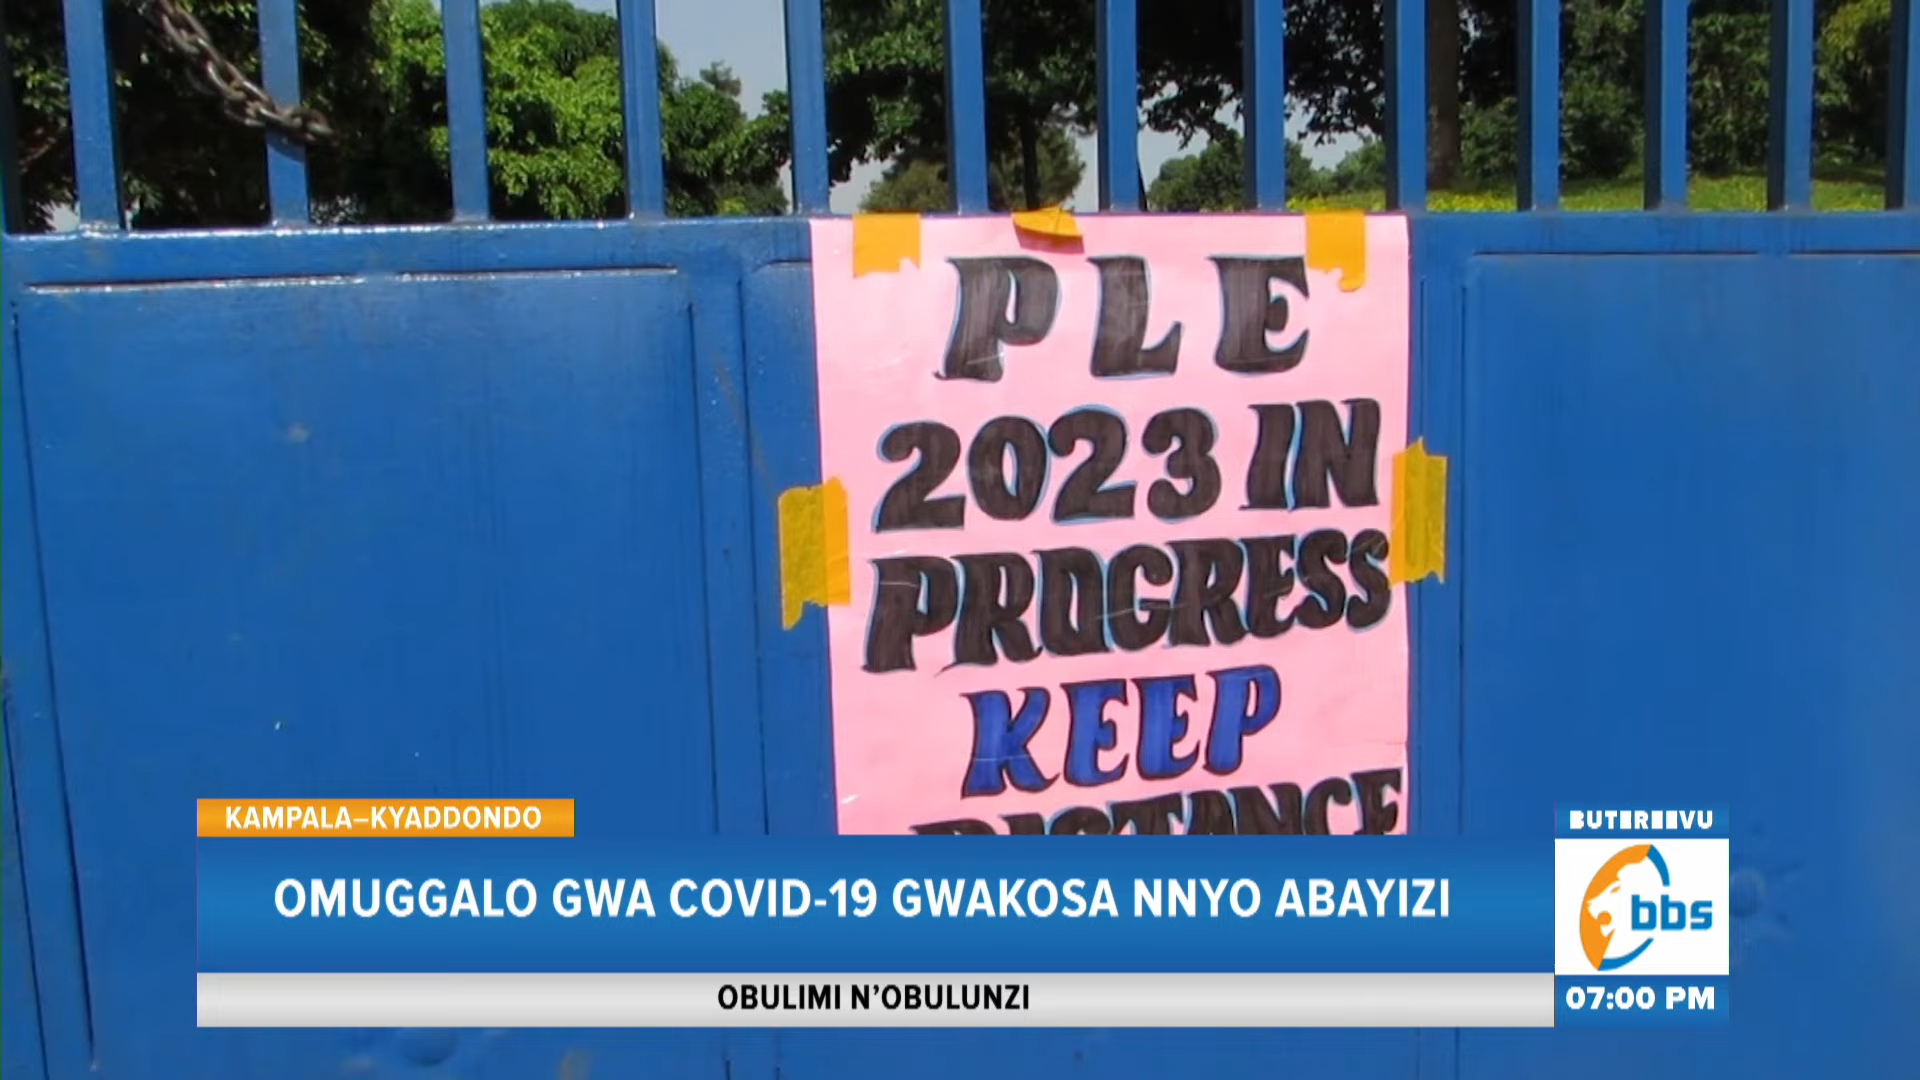 PLE
2023 IN
PROGRESS
KEEP
DISTANCE
KAMPALA–KYADDONDO
OMUGGALO GWA COVID-19 GWAKOSA NNYO ABAYIZI
OBULIMI N’OBULUNZI
BUTEREEVU
bbs
07:00 PM